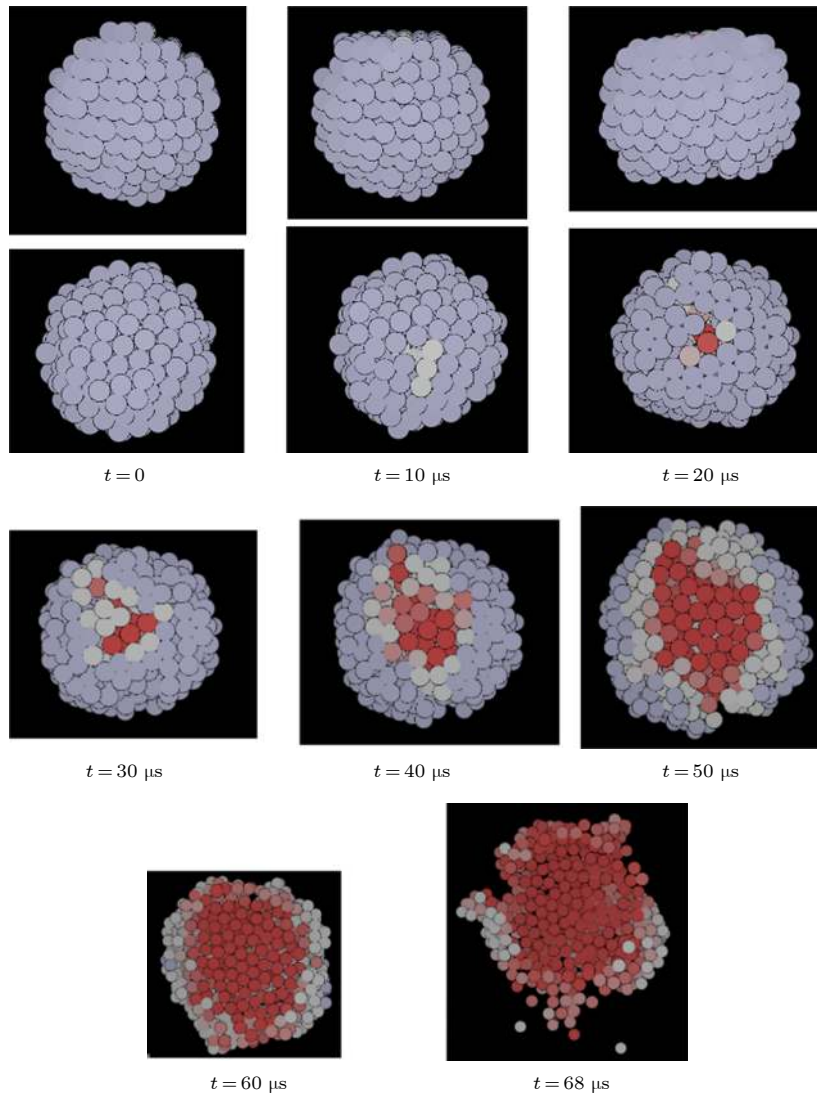 t = 0 t = 10 μs t = 20 μs
t = 30 μs t = 40 μs t = 50 μs
t = 60 μs t = 68 μs